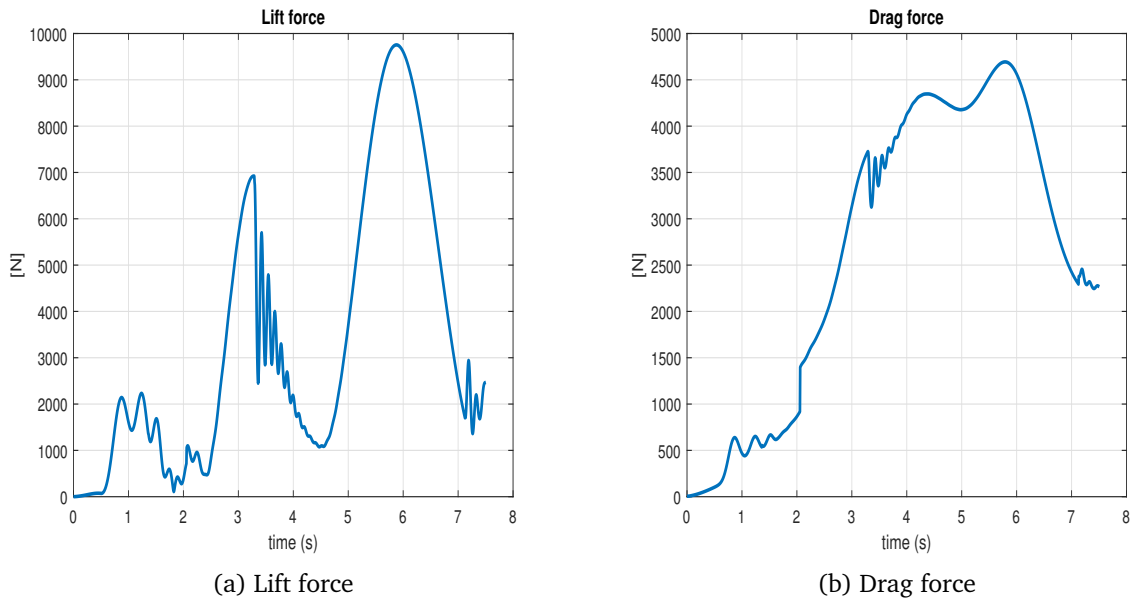 Lift force
10000
9000
8000
7000
6000
5000
4000
3000
2000
1000
0
[N]
0 1 2 3 4 5 6 7 8
time (s)
(a) Lift force
Drag force
5000
4500
4000
3500
3000
2500
2000
1500
1000
500
0
[N]
0 1 2 3 4 5 6 7 8
time (s)
(b) Drag force